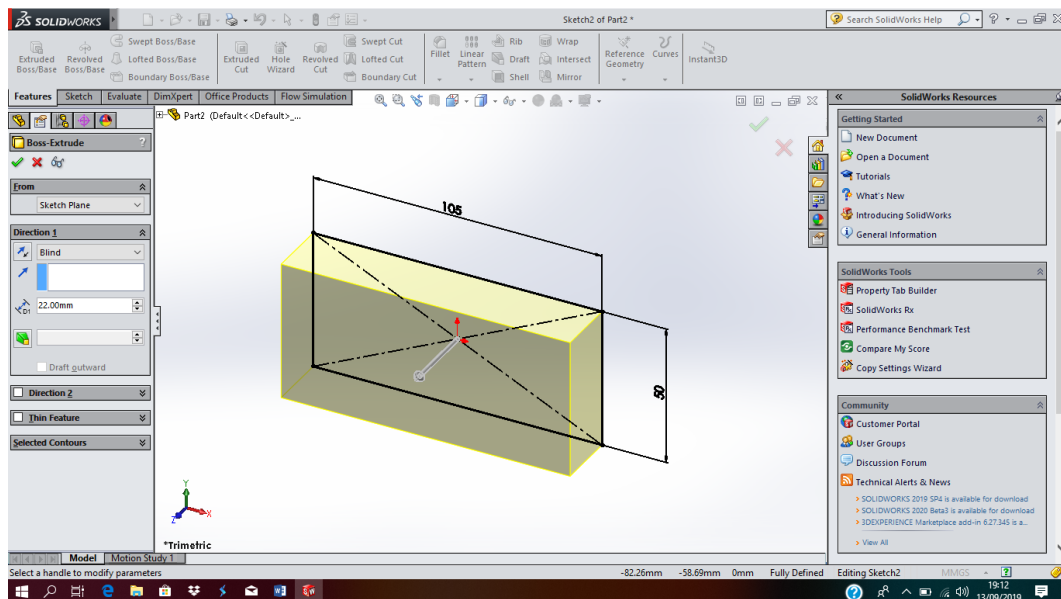 SOLIDWORKS
Sketch2 of Part2 *
Search SolidWorks Help
Extruded Boss/Base
Revolved Boss/Base
Swept Boss/Base
Lofted Boss/Base
Boundary Boss/Base
Extruded Cut
Hole Wizard
Revolved Cut
Swept Cut
Lofted Cut
Boundary Cut
Fillet
Linear Pattern
Rib
Draft
Shell
Wrap
Intersect
Mirror
Reference Geometry
Curves
Instant3D
Features
Sketch
Evaluate
DimXpert
Office Products
Flow Simulation
Part2 (Default<<Default>_...
Boss-Extrude
?
From
Sketch Plane
Direction 1
Blind
D1
22.00mm
Draft outward
Direction 2
Thin Feature
Selected Contours
105
50
Y
X
Z
*Trimetric
SolidWorks Resources
Getting Started
New Document
Open a Document
Tutorials
What's New
Introducing SolidWorks
General Information
SolidWorks Tools
Property Tab Builder
SolidWorks Rx
Performance Benchmark Test
Compare My Score
Copy Settings Wizard
Community
Customer Portal
User Groups
Discussion Forum
Technical Alerts & News
SOLIDWORKS 2019 SP4 is available for download
SOLIDWORKS 2020 Beta3 is available for download
3DEXPERIENCE Marketplace add-in 6.27.345 is a...
View All
Model
Motion Study 1
Select a handle to modify parameters
-82.26mm -58.69mm 0mm Fully Defined Editing Sketch2 MMGS
19:12
13/09/2019